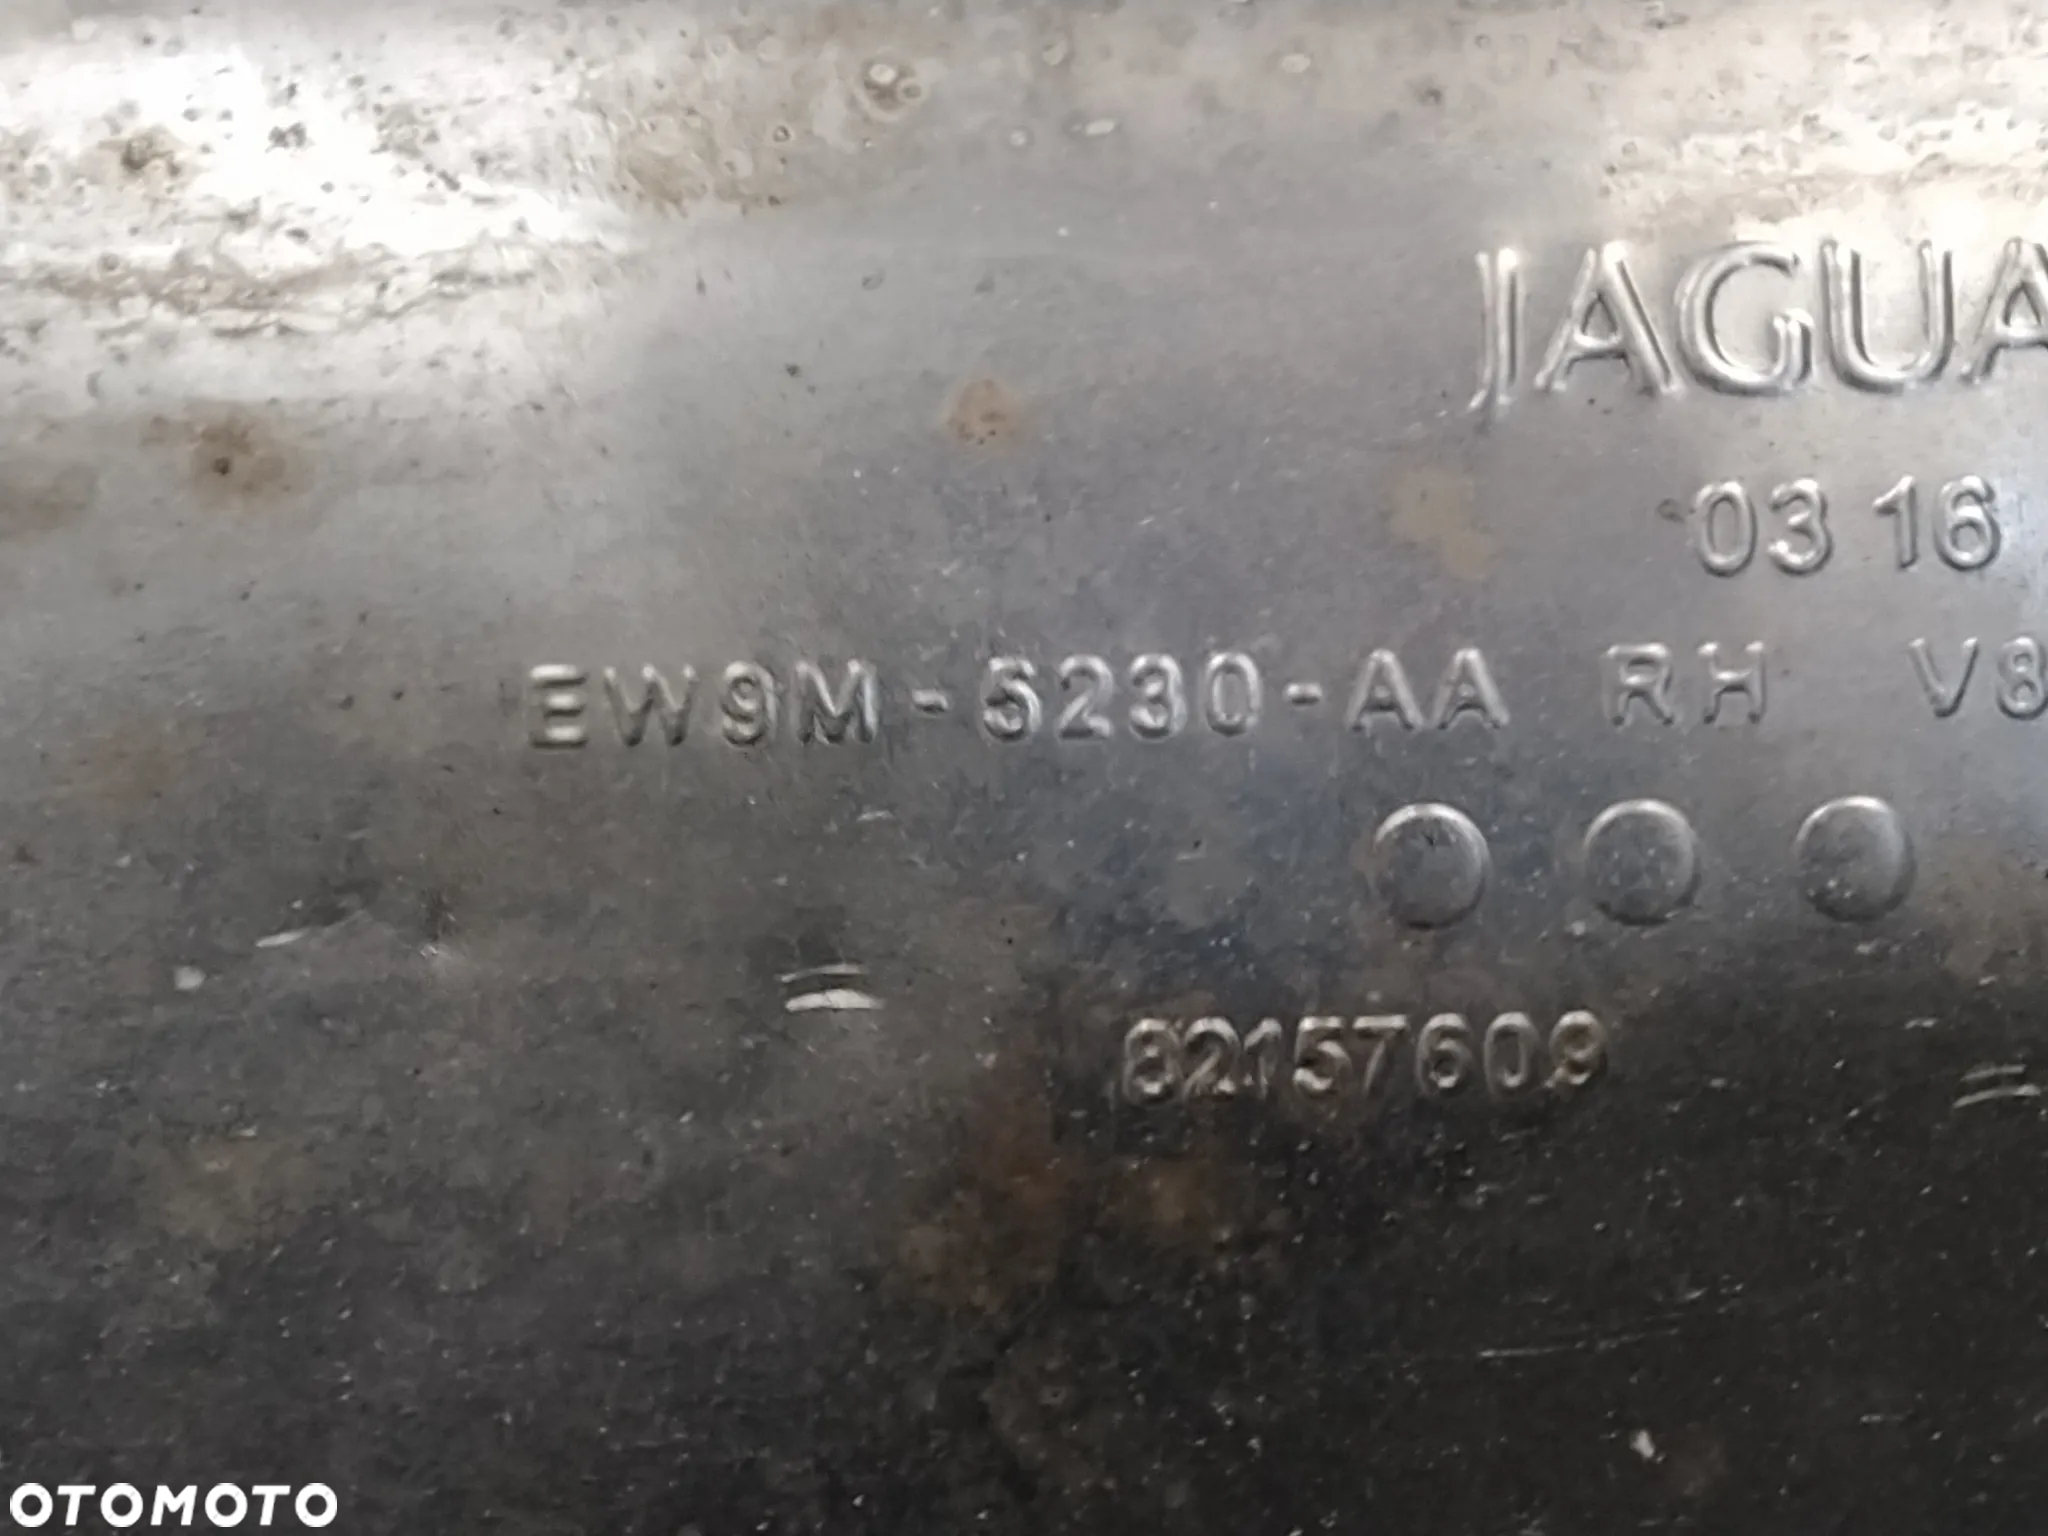 JAGUA
03 16
EW9M-5230-AA RH V8
82157609
OTOMOTO